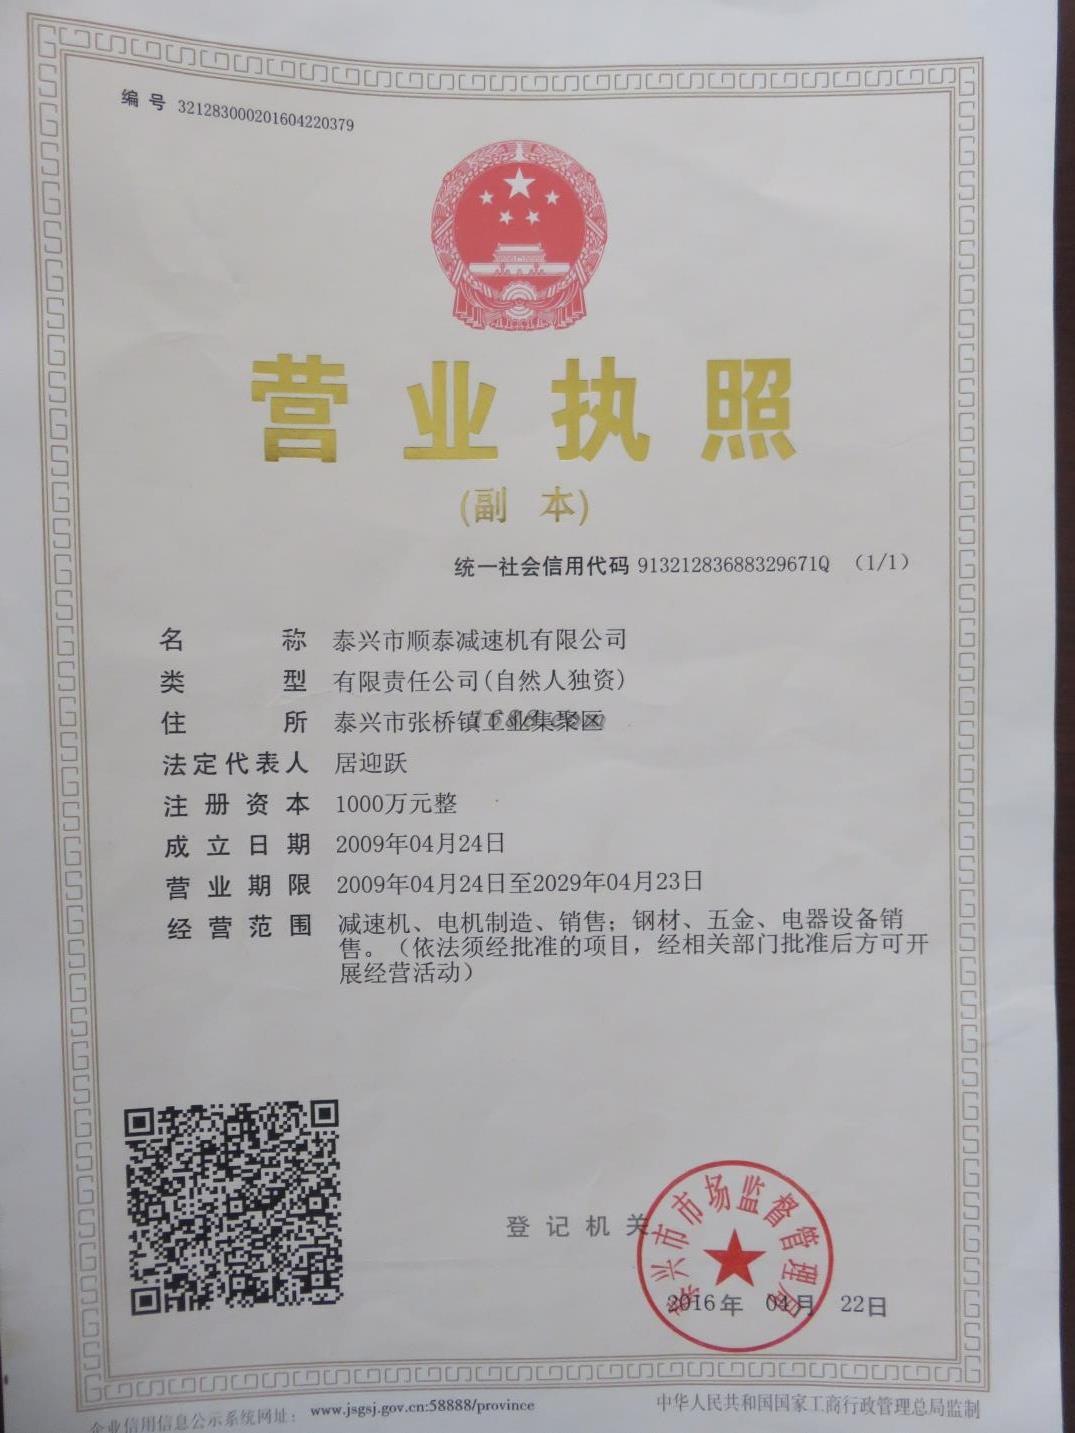 编 号 321283000201604220379
营业执照
(副 本)
统一社会信用代码 91321283688329671Q (1/1)
名 称 泰兴市顺泰减速机有限公司
类 型 有限责任公司(自然人独资)
住 所 泰兴市张桥镇工业集聚区
1688.com
法定代表人 居迎跃
注册资本 1000万元整
成立日期 2009年04月24日
营业期限 2009年04月24日至2029年04月23日
经营范围 减速机、电机制造、销售；钢材、五金、电器设备销
售。（依法须经批准的项目，经相关部门批准后方可开
展经营活动）
登记机关
泰兴市市场监督管理局
2016年 04月 22日
企业信用信息公示系统网址： www.jsgsj.gov.cn:58888/province
中华人民共和国国家工商行政管理总局监制